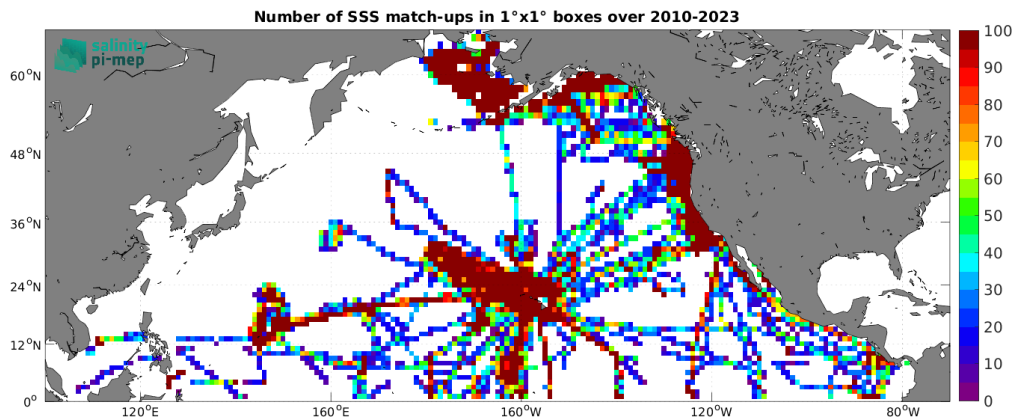 Number of SSS match-ups in 1°x1° boxes over 2010-2023
salinity
pi-mep
60°N
48°N
36°N
24°N
12°N
0°
120°E
160°E
160°W
120°W
80°W
100
90
80
70
60
50
40
30
20
10
0